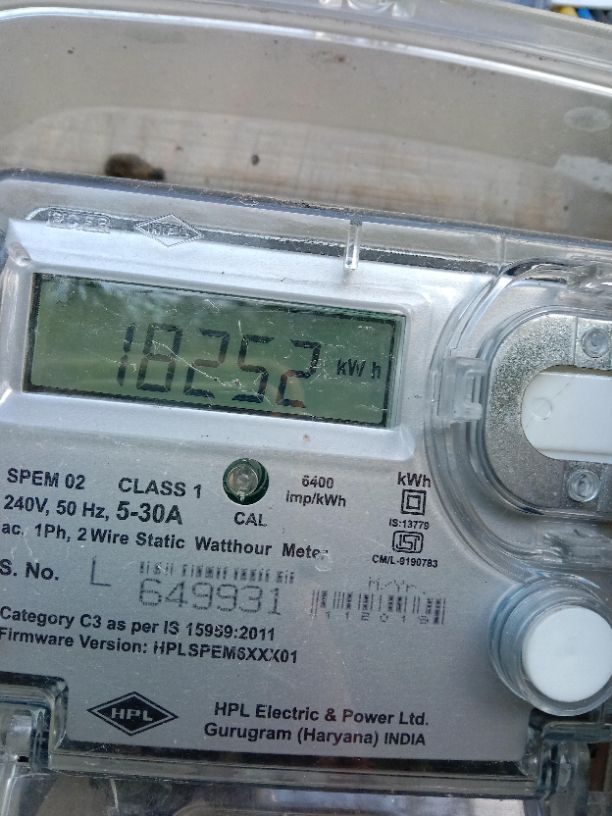 18252 kWh
SPEM 02 CLASS 1 CAL 6400 imp/kWh kWh
240V, 50 Hz, 5-30A
IS:13779
ac, 1Ph, 2 Wire Static Watthour Meter
CM/L-9190783
S. No. L 649931
M./Yr.
112019
Category C3 as per IS 15959:2011
Firmware Version: HPLSPEM6XXX01
HPL
HPL Electric & Power Ltd.
Gurugram (Haryana) INDIA